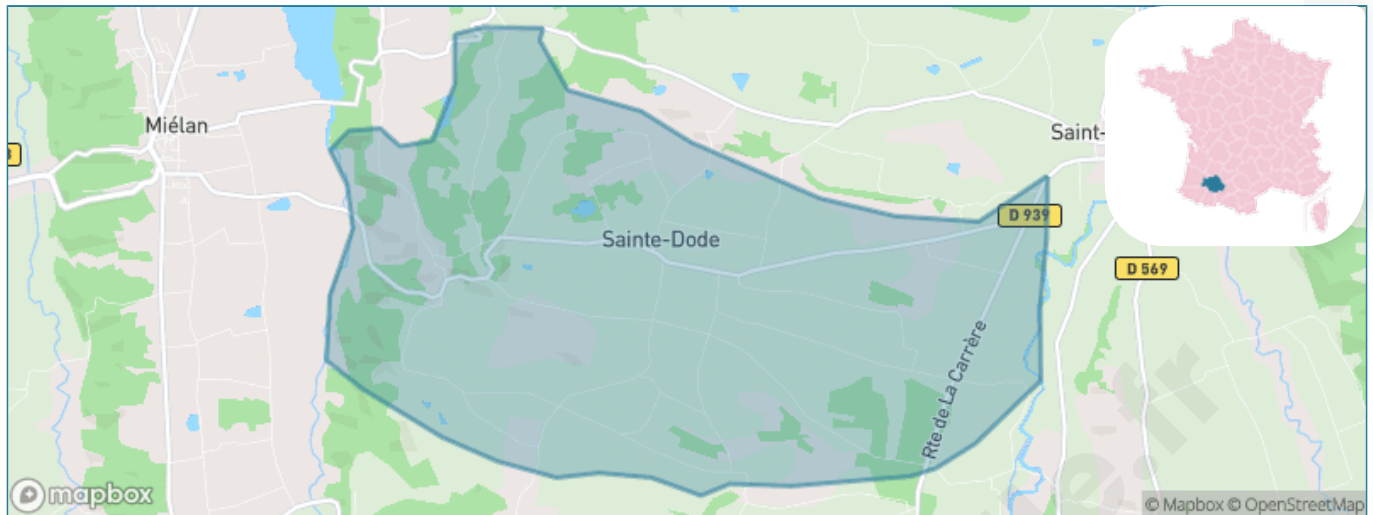 Miélan
Saint-
D 939
Sainte-Dode
D 569
Rte de La Carrère
mapbox
© Mapbox © OpenStreetMap